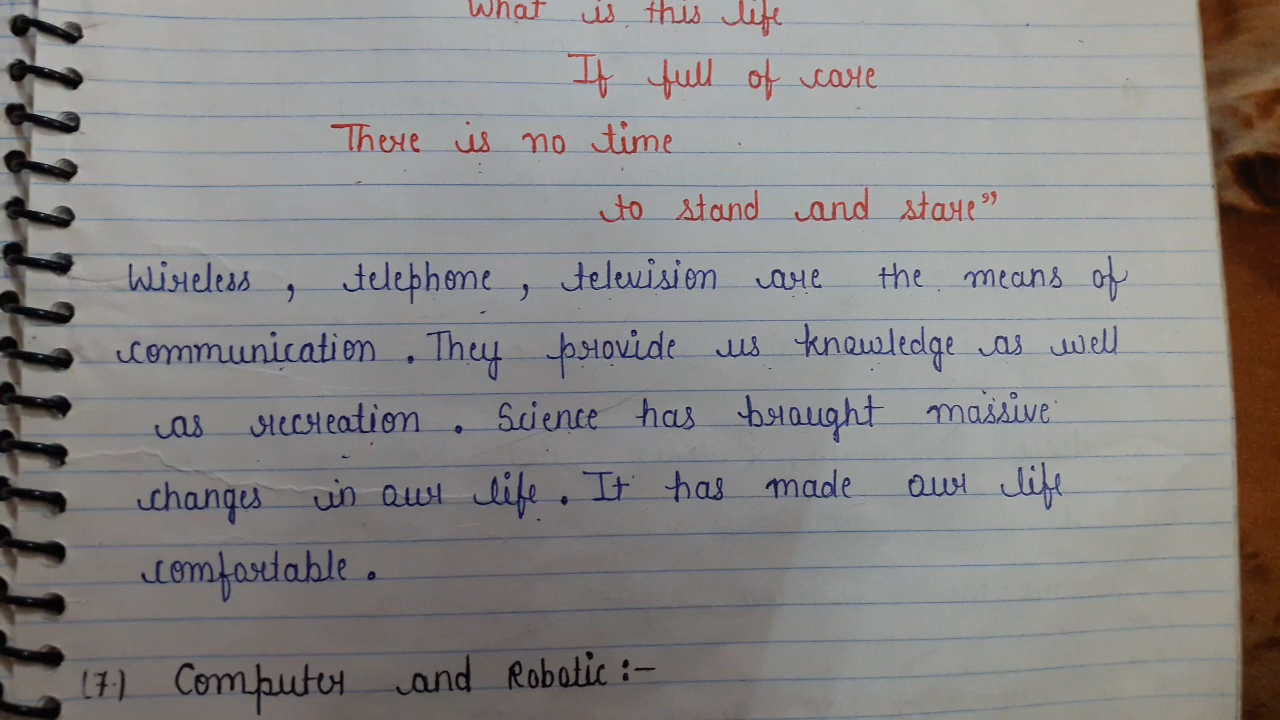 What is this life
If full of care
There is no time
to stand and stare”
Wireless, telephone, television are the means of
communication. They provide us knowledge as well
as recreation. Science has brought massive
changes in our life. It has made our life
comfortable.
(7.) Computer and Robotic:-